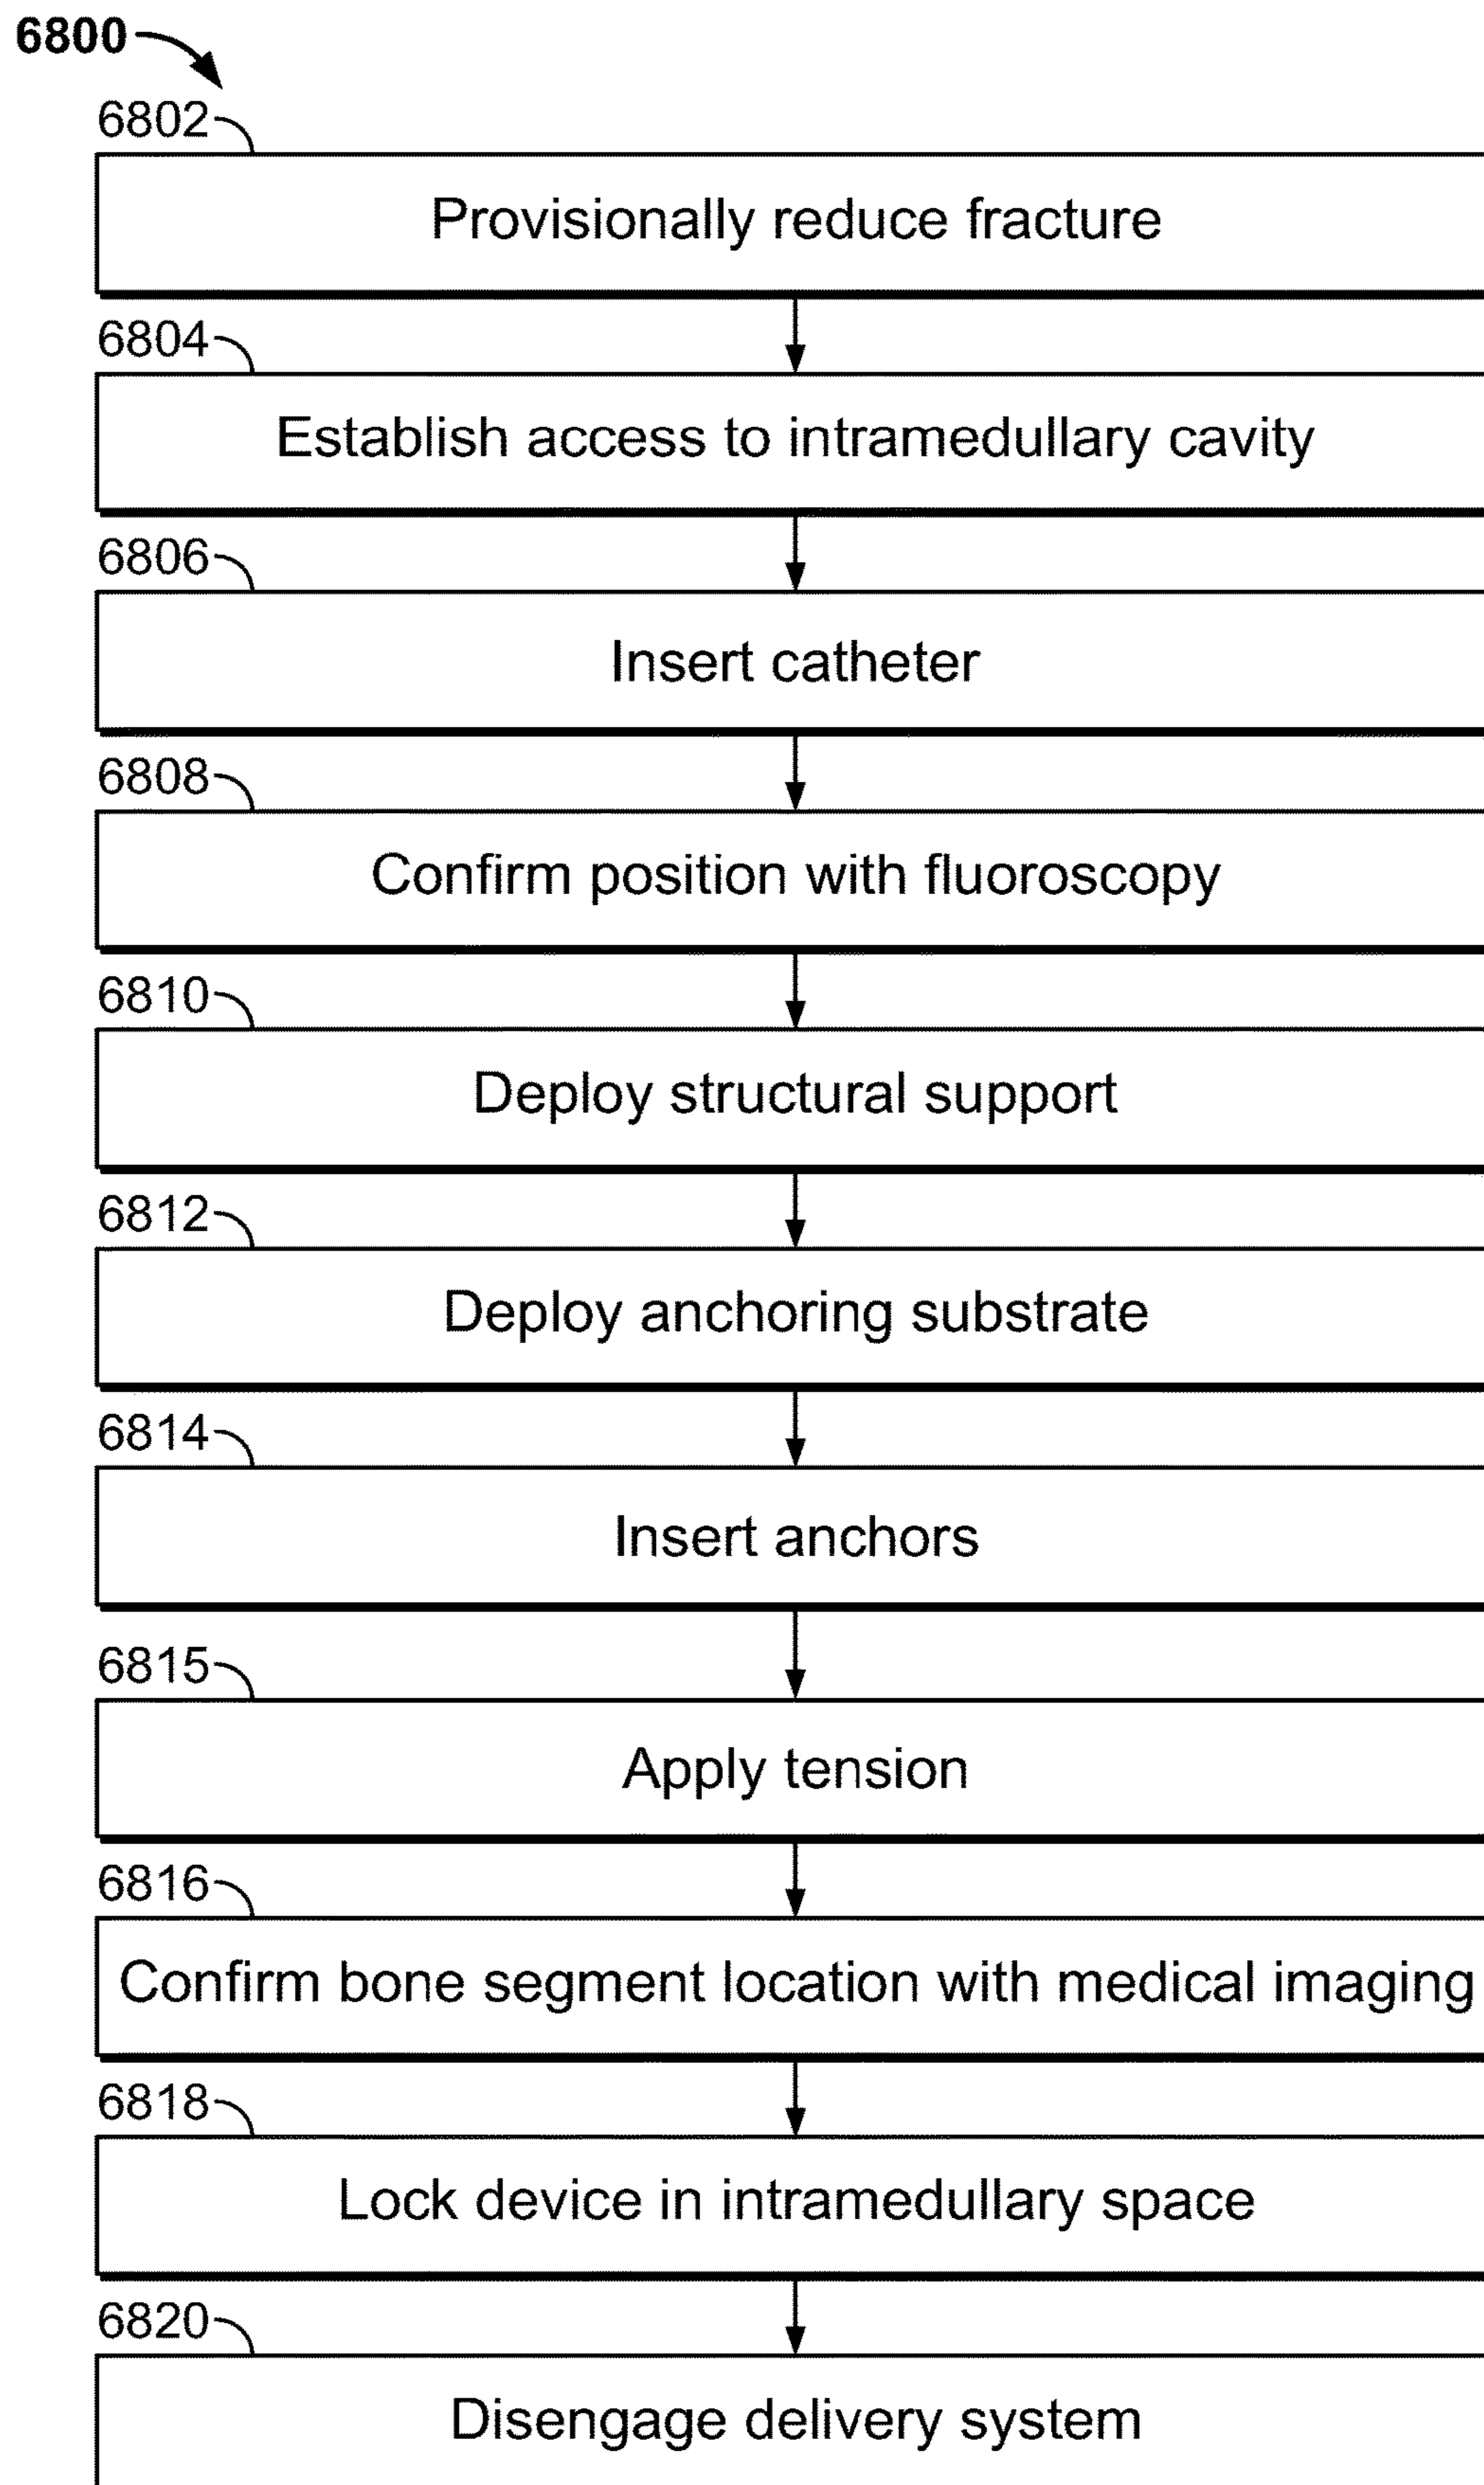 6800
6802
Provisionally reduce fracture
6804
Establish access to intramedullary cavity
6806
Insert catheter
6808
Confirm position with fluoroscopy
6810
Deploy structural support
6812
Deploy anchoring substrate
6814
Insert anchors
6815
Apply tension
6816
Confirm bone segment location with medical imaging
6818
Lock device in intramedullary space
6820
Disengage delivery system